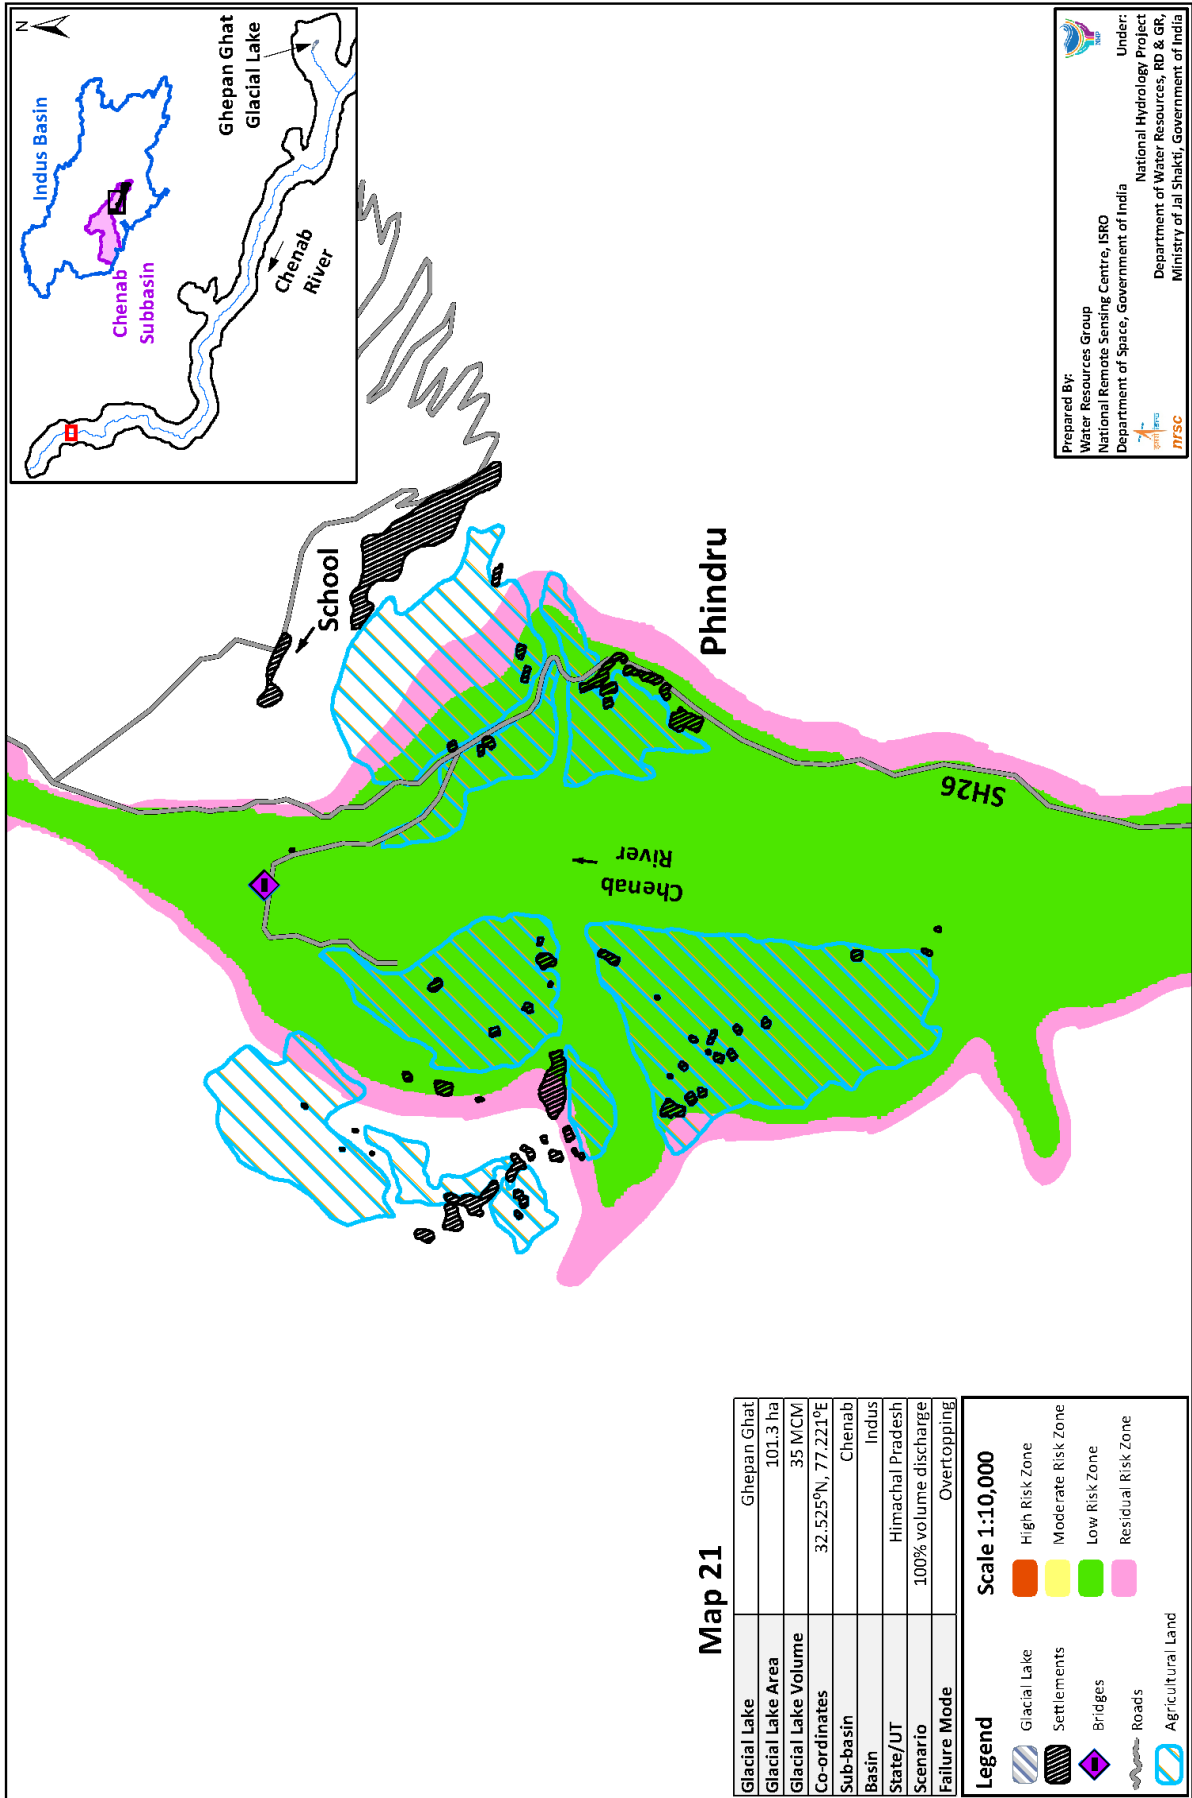 N
Indus Basin
Chenab
Subbasin
Ghepan Ghat
Glacial Lake
Chenab
River
School
Phindru
SH26
Chenab
River
Map 21
Glacial Lake Ghepan Ghat
Glacial Lake Area 101.3 ha
Glacial Lake Volume 35 MCM
Co-ordinates 32.525⁰N, 77.221⁰E
Sub-basin Chenab
Basin Indus
State/UT Himachal Pradesh
Scenario 100% volume discharge
Failure Mode Overtopping
Legend
Scale 1:10,000
Glacial Lake
Settlements
Bridges
Roads
Agricultural Land
High Risk Zone
Moderate Risk Zone
Low Risk Zone
Residual Risk Zone
Prepared By:
Water Resources Group
National Remote Sensing Centre, ISRO
Department of Space, Government of India
इसरो isro
nrsc
NHP
Under:
National Hydrology Project
Department of Water Resources, RD & GR,
Ministry of Jal Shakti, Government of India